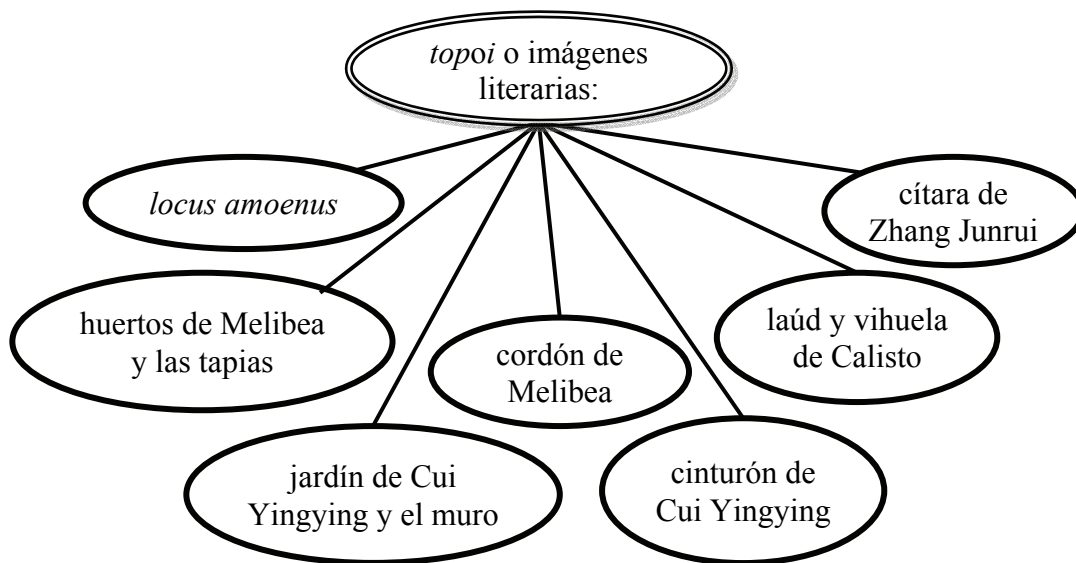 topoi o imágenes
literarias:
locus amoenus
cítara de
Zhang Junrui
huertos de Melibea
y las tapias
laúd y vihuela
de Calisto
cordón de
Melibea
jardín de Cui
Yingying y el muro
cinturón de
Cui Yingying